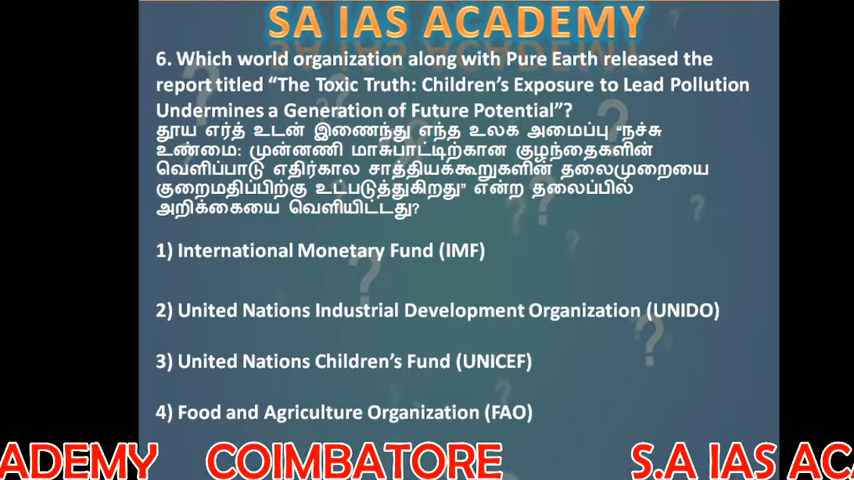 SA IAS ACADEMY
6. Which world organization along with Pure Earth released the
report titled “The Toxic Truth: Children’s Exposure to Lead Pollution
Undermines a Generation of Future Potential”?
தூய எர்த் உடன் இணைந்து எந்த உலக அமைப்பு “நச்சு
உண்மை: முன்னணி மாசுபாட்டிற்கான குழந்தைகளின்
வெளிப்பாடு எதிர்கால சாத்தியக்கூறுகளின் தலைமுறையை
குறைமதிப்பிற்கு உட்படுத்துகிறது” என்ற தலைப்பில்
அறிக்கையை வெளியிட்டது?
1) International Monetary Fund (IMF)
2) United Nations Industrial Development Organization (UNIDO)
3) United Nations Children’s Fund (UNICEF)
4) Food and Agriculture Organization (FAO)
ADEMY COIMBATORE S.A IAS AC